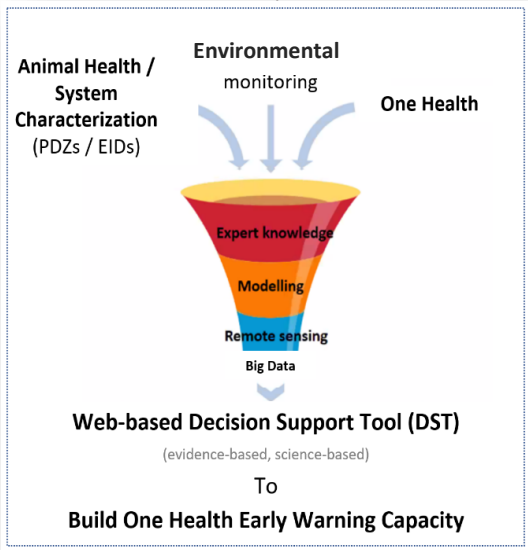 Environmental
monitoring
Animal Health /
System
Characterization
(PDZs / EIDs)
One Health
Expert knowledge
Modelling
Remote sensing
Big Data
Web-based Decision Support Tool (DST)
(evidence-based, science-based)
To
Build One Health Early Warning Capacity